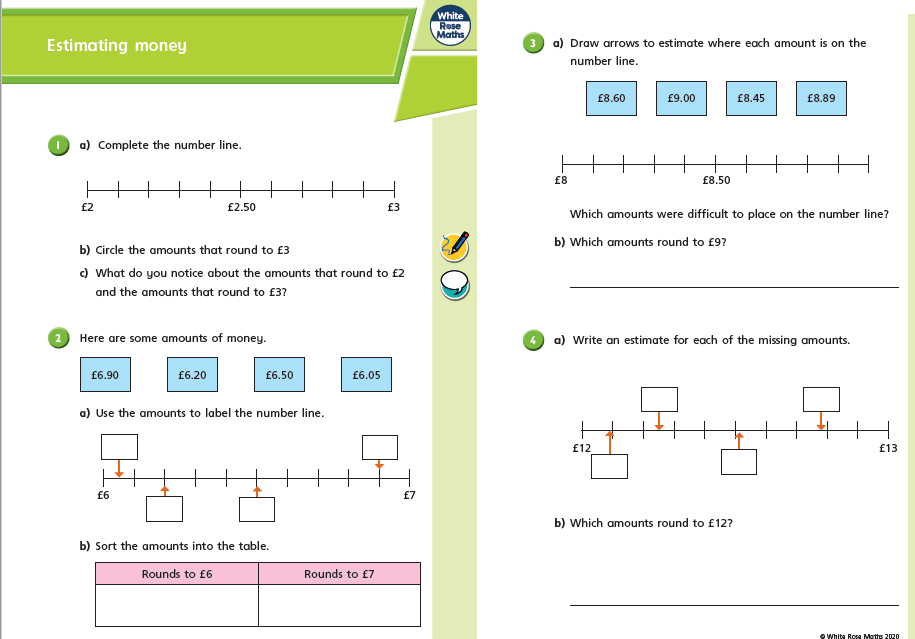 Estimating money
White
Rose
Maths
1 a) Complete the number line.
£2 £2.50 £3
b) Circle the amounts that round to £3
c) What do you notice about the amounts that round to £2
and the amounts that round to £3?
2 Here are some amounts of money.
£6.90 £6.20 £6.50 £6.05
a) Use the amounts to label the number line.
£6 £7
b) Sort the amounts into the table.
Rounds to £6 Rounds to £7
3 a) Draw arrows to estimate where each amount is on the
number line.
£8.60 £9.00 £8.45 £8.89
£8 £8.50
Which amounts were difficult to place on the number line?
b) Which amounts round to £9?
4 a) Write an estimate for each of the missing amounts.
£12 £13
b) Which amounts round to £12?
© White Rose Maths 2020